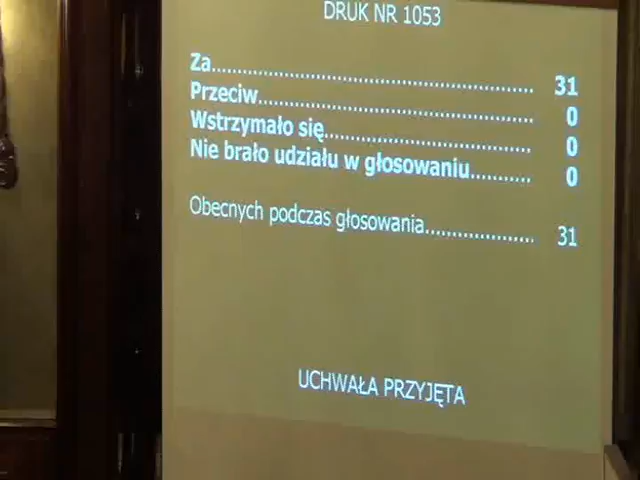 DRUK NR 1053
Za.................................................... 31
Przeciw............................................. 0
Wstrzymało się.................................. 0
Nie brało udziału w głosowaniu.......... 0
Obecnych podczas głosowania.................. 31
UCHWAŁA PRZYJĘTA